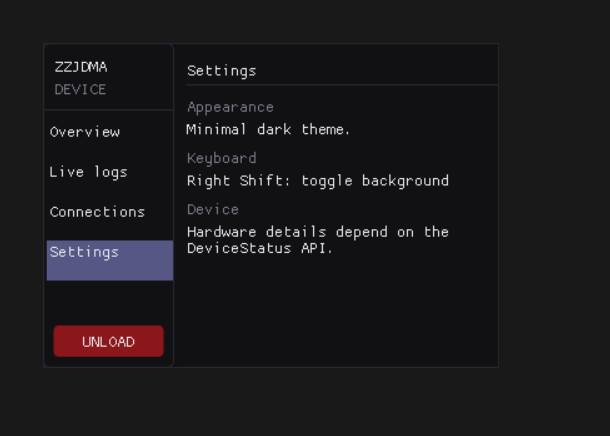 ZZJDMA
DEVICE
Overview
Live logs
Connections
Settings
UNLOAD
Settings
Appearance
Minimal dark theme.
Keyboard
Right Shift: toggle background
Device
Hardware details depend on the
DeviceStatus API.